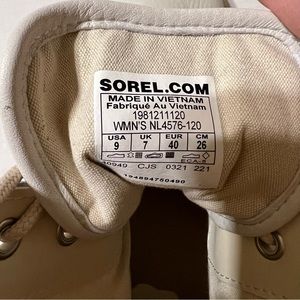 SOREL.COM
MADE IN VIETNAM
Fabriqué Au Vietnam
1981211120
WMN'S NL4576-120
USA UK EUR CM
9 7 40 26
CJS 0321 221